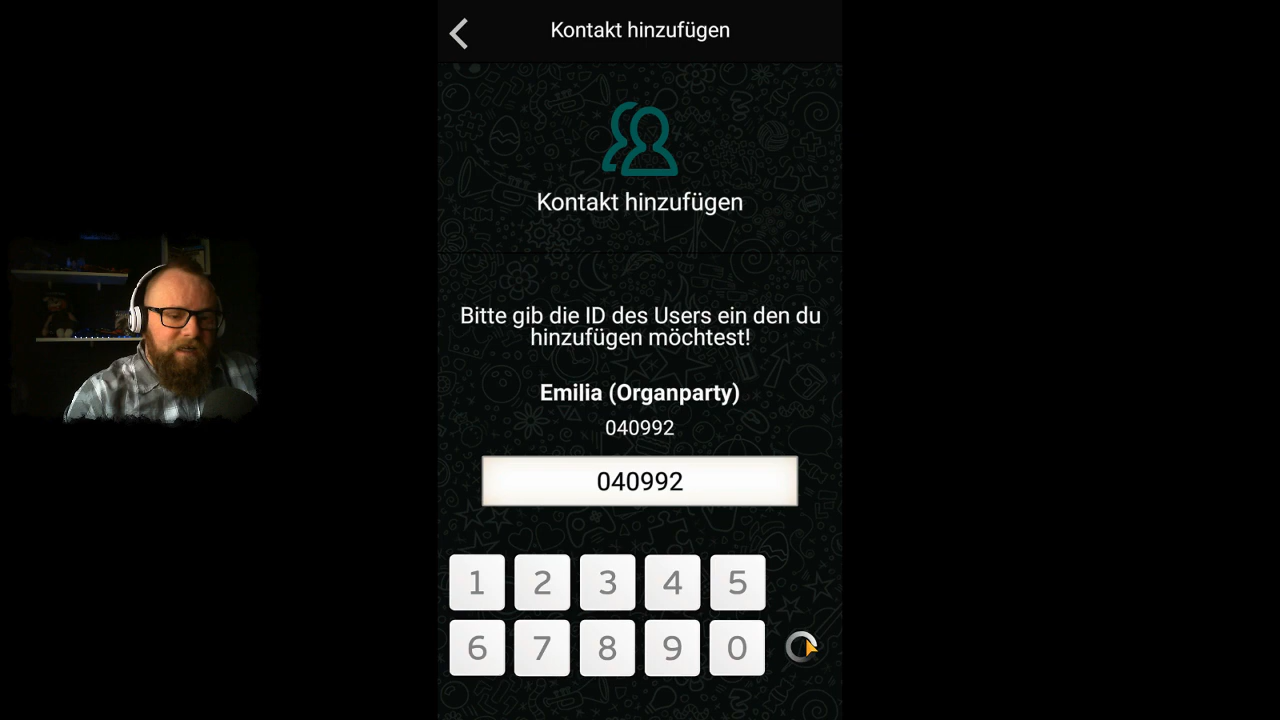 Kontakt hinzufügen
Kontakt hinzufügen
Bitte gib die ID des Users ein den du
hinzufügen möchtest!
Emilia (Organparty)
040992
040992
1 2 3 4 5
6 7 8 9 0